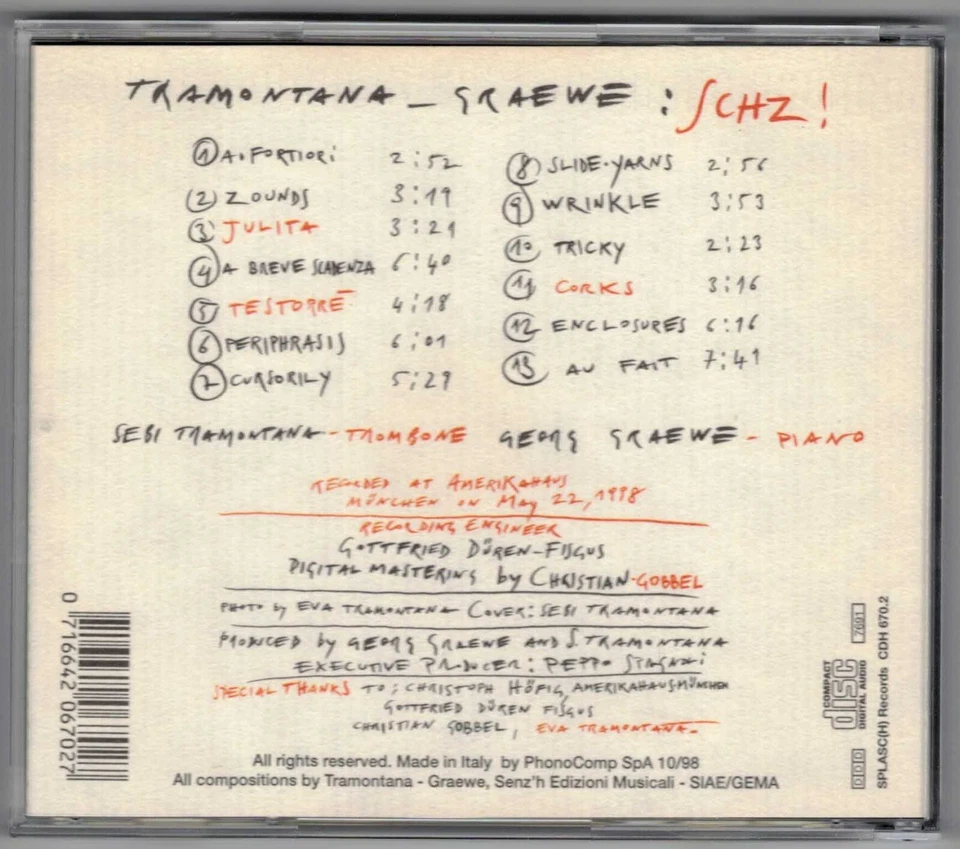 TRAMONTANA – GRAEWE : SCHZ!
1 A·FORTIORI 2:52
2 ZOUNDS 3:19
3 JULITA 3:21
4 A BREVE SCADENZA 6:40
5 TESTORRE 4:18
6 PERIPHRASIS 6:01
7 CURSORILY 5:29
8 SLIDE·YARNS 2:56
9 WRINKLE 3:53
10 TRICKY 2:23
11 CORKS 3:16
12 ENCLOSURES 6:16
13 AU FAIT 7:41
SEBI TRAMONTANA - TROMBONE GEORG GRAEWE - PIANO
RECORDED AT AMERIKAHAUS
MÜNCHEN ON May 22, 1998
RECORDING ENGINEER
GOTTFRIED DÜREN-FISGUS
DIGITAL MASTERING by CHRISTIAN-GOBBEL
PHOTO by EVA TRAMONTANA COVER: SEBI TRAMONTANA
PRODUCED by GEORG GRAEWE AND S. TRAMONTANA
EXECUTIVE PRODUCER: PEPPO
SPECIAL THANKS TO: CHRISTOPH HÖFIG, AMERIKAHAUS MÜNCHEN
GOTTFRIED DÜREN FISGUS
CHRISTIAN GOBBEL, EVA TRAMONTANA.
All rights reserved. Made in Italy by PhonoComp SpA 10/98
All compositions by Tramontana - Graewe, Senz'h Edizioni Musicali - SIAE/GEMA
0 716642 067027
7691
COMPACT
disc
DIGITAL AUDIO
DDD
SPLASC(H) Records CDH 670.2